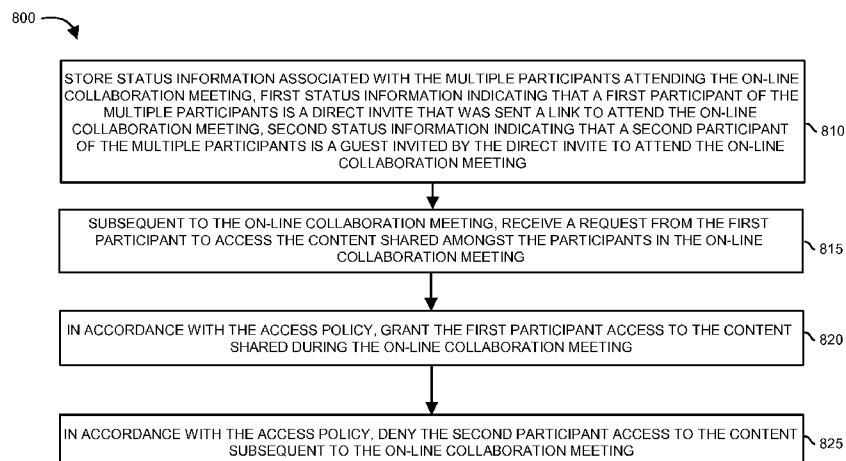 800
STORE STATUS INFORMATION ASSOCIATED WITH THE MULTIPLE PARTICIPANTS ATTENDING THE ON-LINE
COLLABORATION MEETING, FIRST STATUS INFORMATION INDICATING THAT A FIRST PARTICIPANT OF THE
MULTIPLE PARTICIPANTS IS A DIRECT INVITE THAT WAS SENT A LINK TO ATTEND THE ON-LINE
COLLABORATION MEETING, SECOND STATUS INFORMATION INDICATING THAT A SECOND PARTICIPANT
OF THE MULTIPLE PARTICIPANTS IS A GUEST INVITED BY THE DIRECT INVITE TO ATTEND THE ON-LINE
COLLABORATION MEETING
810
SUBSEQUENT TO THE ON-LINE COLLABORATION MEETING, RECEIVE A REQUEST FROM THE FIRST
PARTICIPANT TO ACCESS THE CONTENT SHARED AMONGST THE PARTICIPANTS IN THE ON-LINE
COLLABORATION MEETING
815
IN ACCORDANCE WITH THE ACCESS POLICY, GRANT THE FIRST PARTICIPANT ACCESS TO THE CONTENT
SHARED DURING THE ON-LINE COLLABORATION MEETING
820
IN ACCORDANCE WITH THE ACCESS POLICY, DENY THE SECOND PARTICIPANT ACCESS TO THE CONTENT
SUBSEQUENT TO THE ON-LINE COLLABORATION MEETING
825